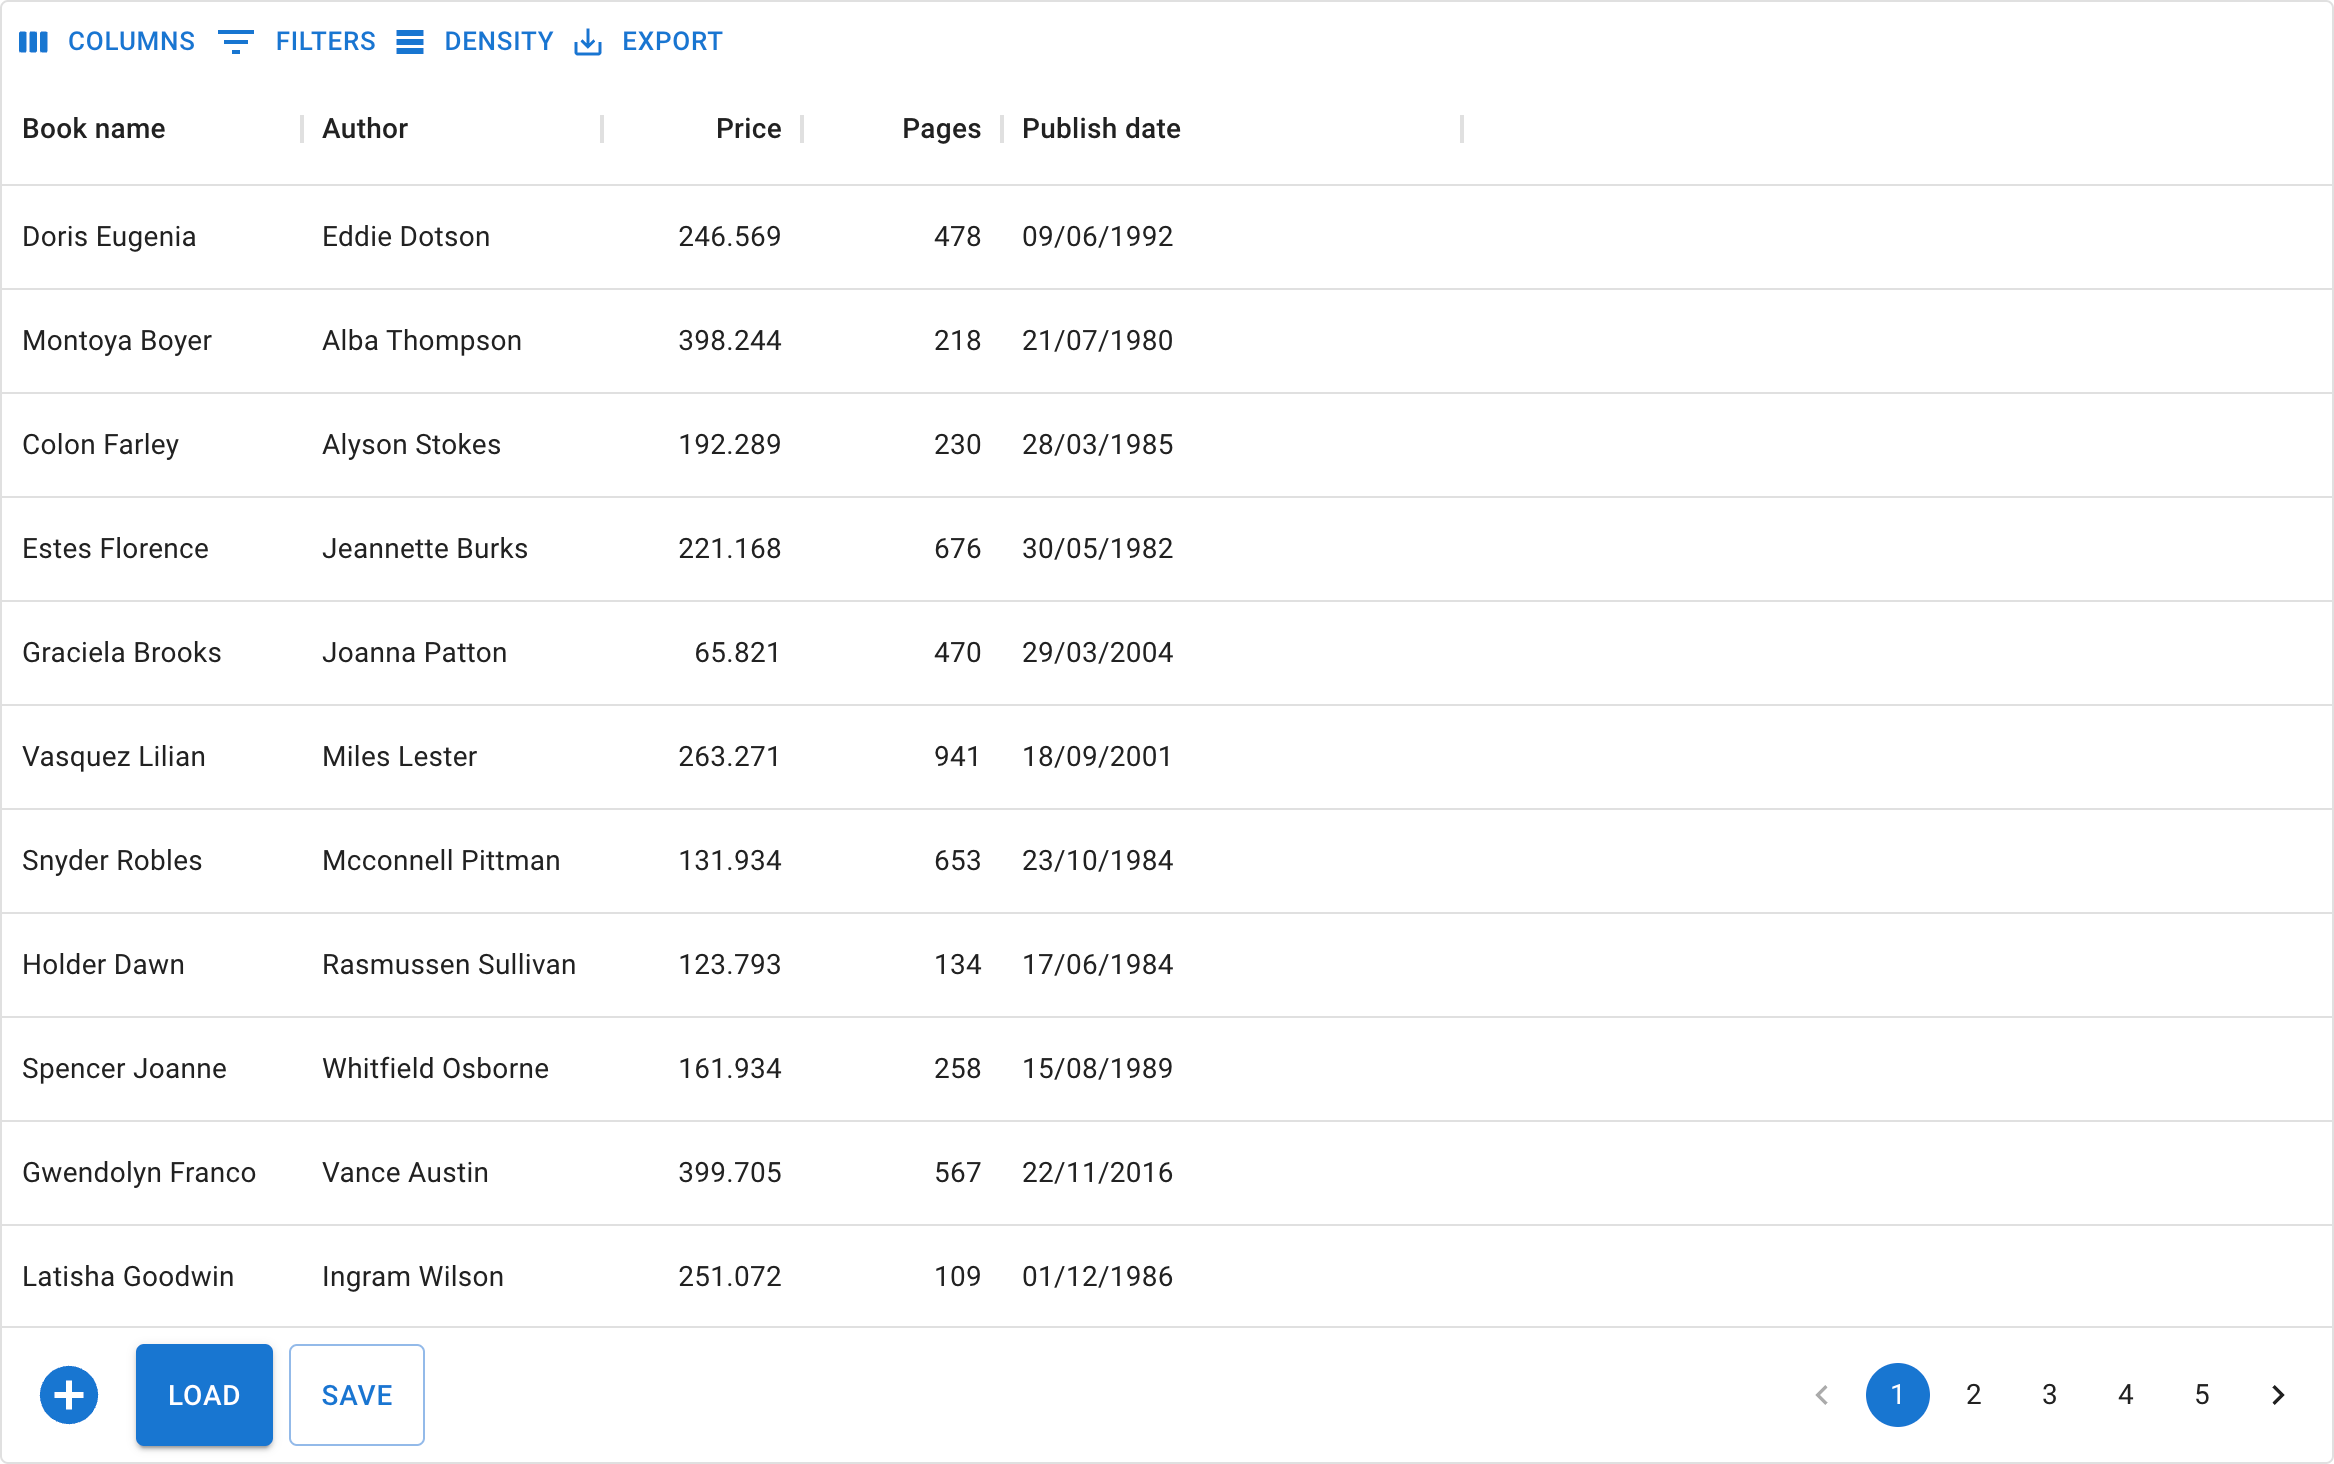 COLUMNS FILTERS DENSITY EXPORT
Book name Author Price Pages Publish date
Doris Eugenia Eddie Dotson 246.569 478 09/06/1992
Montoya Boyer Alba Thompson 398.244 218 21/07/1980
Colon Farley Alyson Stokes 192.289 230 28/03/1985
Estes Florence Jeannette Burks 221.168 676 30/05/1982
Graciela Brooks Joanna Patton 65.821 470 29/03/2004
Vasquez Lilian Miles Lester 263.271 941 18/09/2001
Snyder Robles Mcconnell Pittman 131.934 653 23/10/1984
Holder Dawn Rasmussen Sullivan 123.793 134 17/06/1984
Spencer Joanne Whitfield Osborne 161.934 258 15/08/1989
Gwendolyn Franco Vance Austin 399.705 567 22/11/2016
Latisha Goodwin Ingram Wilson 251.072 109 01/12/1986
LOAD SAVE 1 2 3 4 5